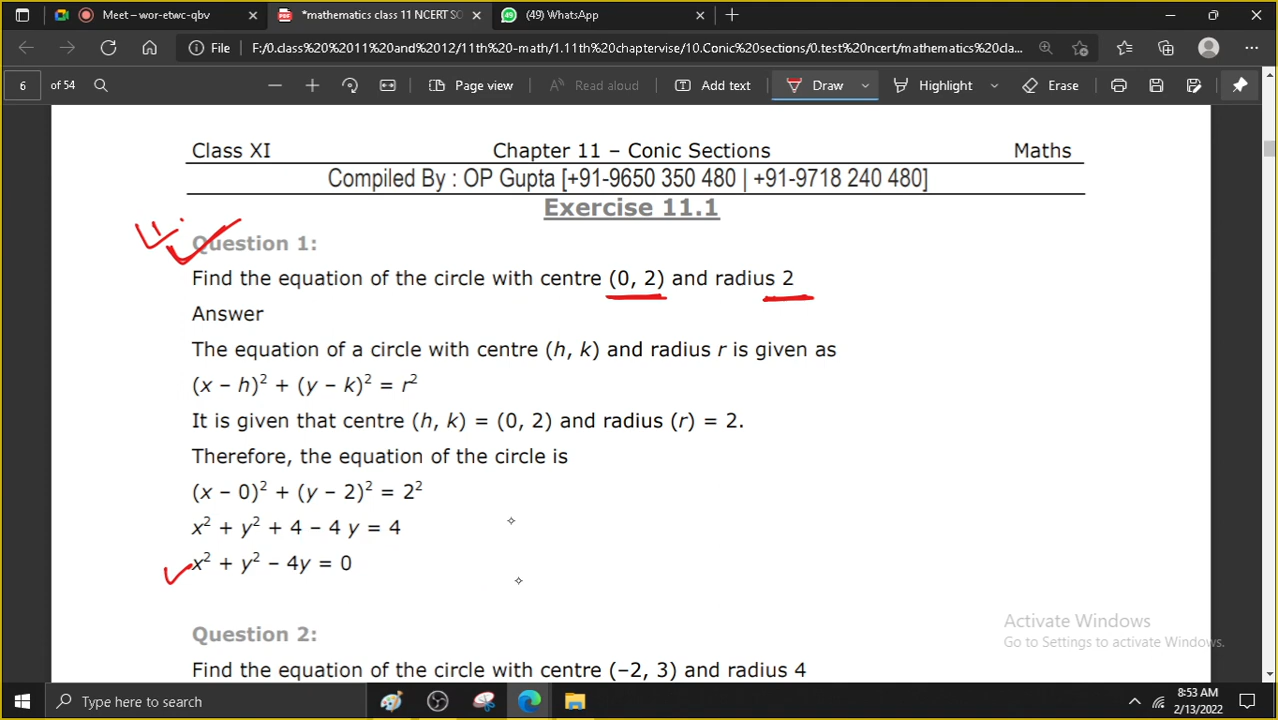 Meet – wor-etwc-qbv
*mathematics class 11 NCERT SO
(49) WhatsApp
File
F:/0.class%20%2011%20and%2012/11th%20-math/1.11th%20chaptervise/10.Conic%20sections/0.test%20ncert/mathematics%20cla...
6 of 54
Page view
Read aloud
Add text
Draw
Highlight
Erase
Class XI Chapter 11 – Conic Sections Maths
Compiled By : OP Gupta [+91-9650 350 480 | +91-9718 240 480]
Exercise 11.1
Question 1:
Find the equation of the circle with centre (0, 2) and radius 2
Answer
The equation of a circle with centre (h, k) and radius r is given as
(x – h)² + (y – k)² = r²
It is given that centre (h, k) = (0, 2) and radius (r) = 2.
Therefore, the equation of the circle is
(x – 0)² + (y – 2)² = 2²
x² + y² + 4 – 4 y = 4
x² + y² – 4y = 0
Question 2:
Find the equation of the circle with centre (–2, 3) and radius 4
Activate Windows
Go to Settings to activate Windows.
Type here to search
8:53 AM
2/13/2022